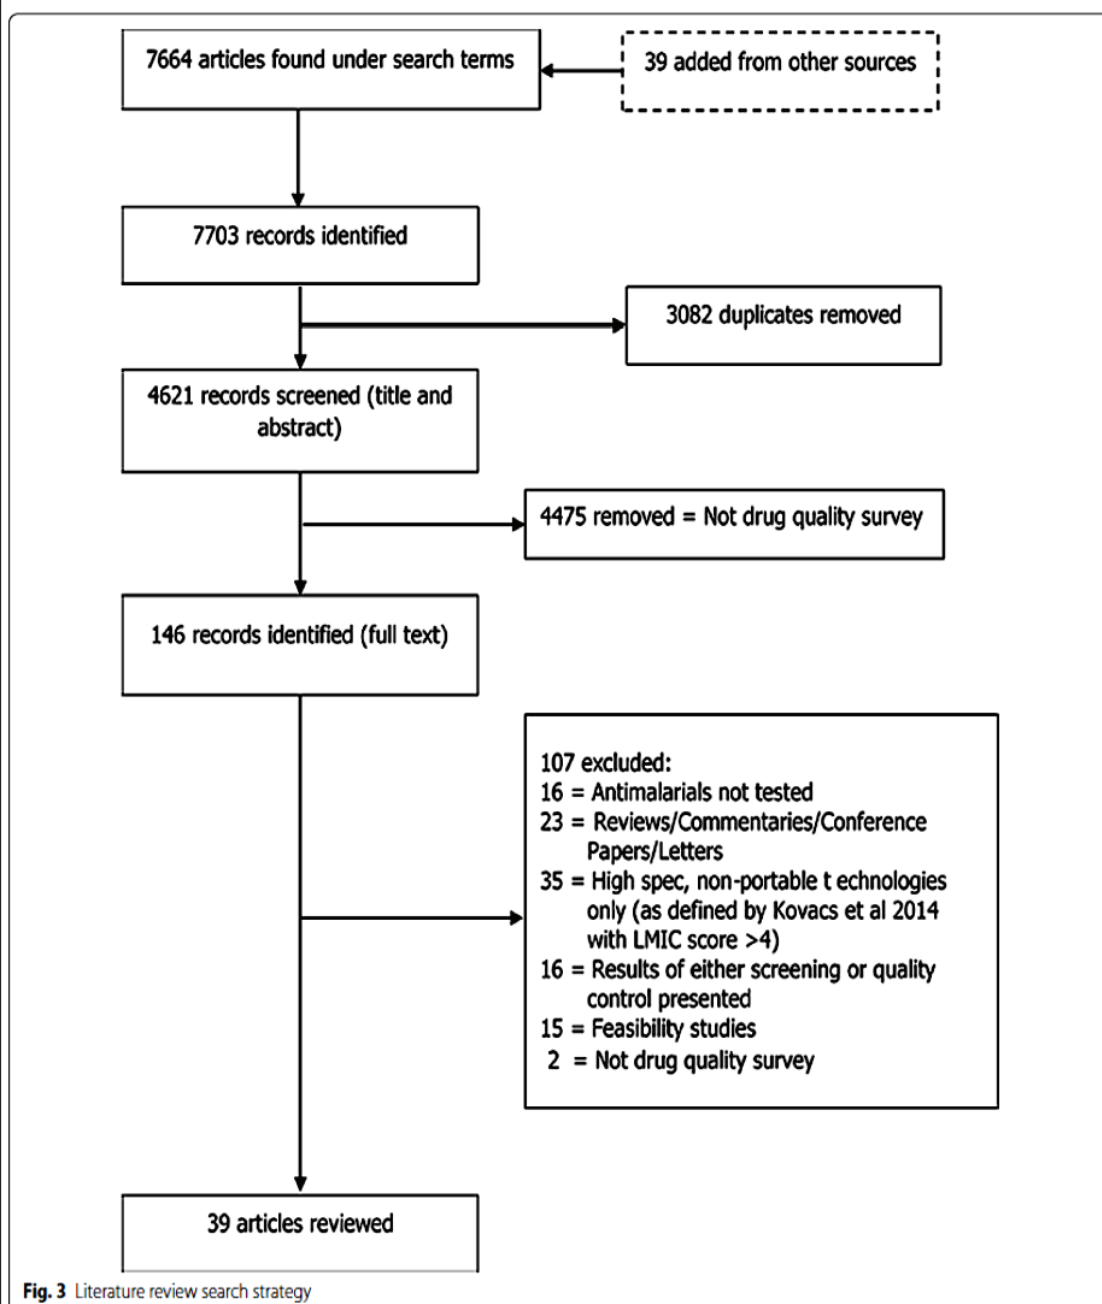 7664 articles found under search terms
39 added from other sources
7703 records identified
3082 duplicates removed
4621 records screened (title and
abstract)
4475 removed = Not drug quality survey
146 records identified (full text)
107 excluded:
16 = Antimalarials not tested
23 = Reviews/Commentaries/Conference
Papers/Letters
35 = High spec, non-portable t echnologies
only (as defined by Kovacs et al 2014
with LMIC score >4)
16 = Results of either screening or quality
control presented
15 = Feasibility studies
2 = Not drug quality survey
39 articles reviewed
Fig. 3 Literature review search strategy